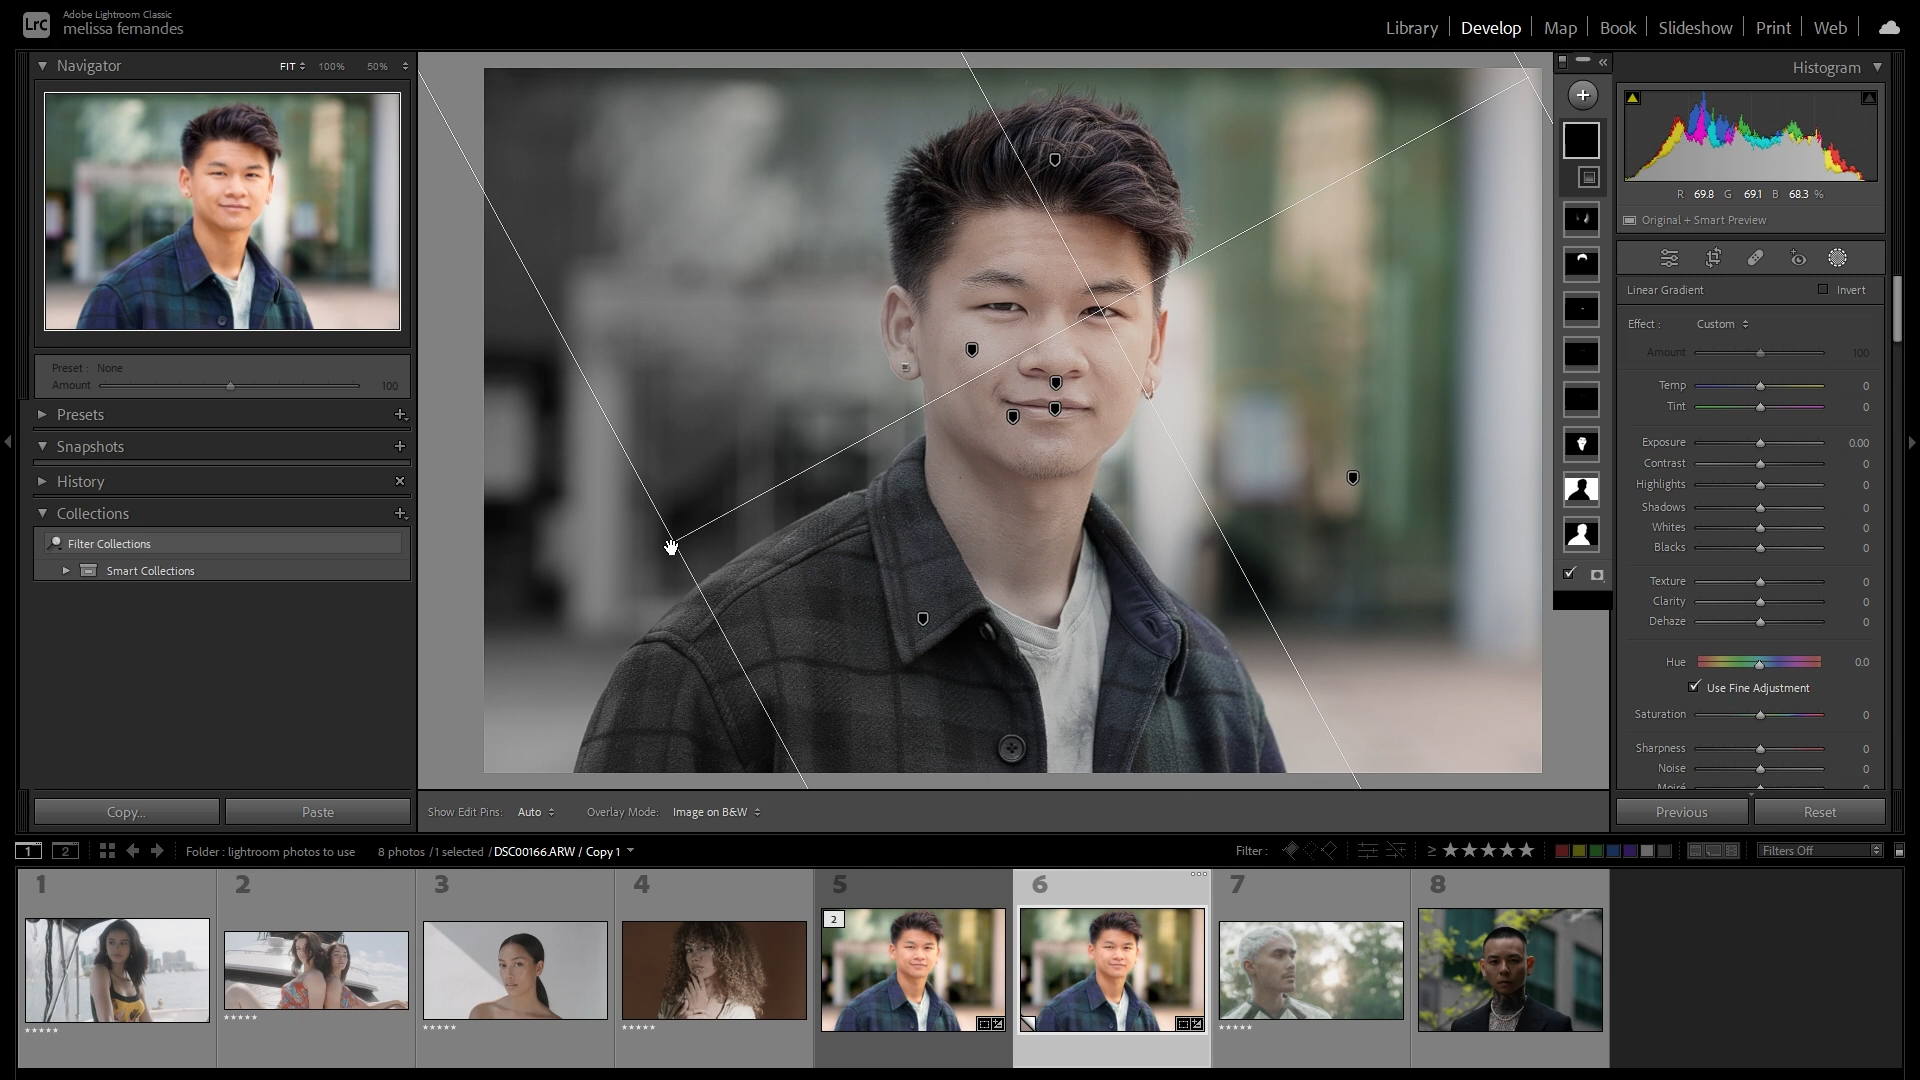 LrC
Adobe Lightroom Classic
melissa fernandes
Library
Develop
Map
Book
Slideshow
Print
Web
Navigator
FIT
100%
50%
Preset : None
Amount
100
Presets
Snapshots
History
Collections
Filter Collections
Smart Collections
Copy...
Paste
Show Edit Pins: Auto
Overlay Mode: Image on B&W
Histogram
R 69.8 G 69.1 B 68.3 %
Original + Smart Preview
Linear Gradient
Invert
Effect : Custom
Amount 100
Temp 0
Tint 0
Exposure 0.00
Contrast 0
Highlights 0
Shadows 0
Whites 0
Blacks 0
Texture 0
Clarity 0
Dehaze 0
Hue 0.0
Use Fine Adjustment
Saturation 0
Sharpness 0
Noise 0
Moiré
Previous
Reset
1
2
Folder : lightroom photos to use
8 photos / 1 selected / DSC00166.ARW / Copy 1
Filter :
Filters Off
1
2
3
4
5
6
7
8
2